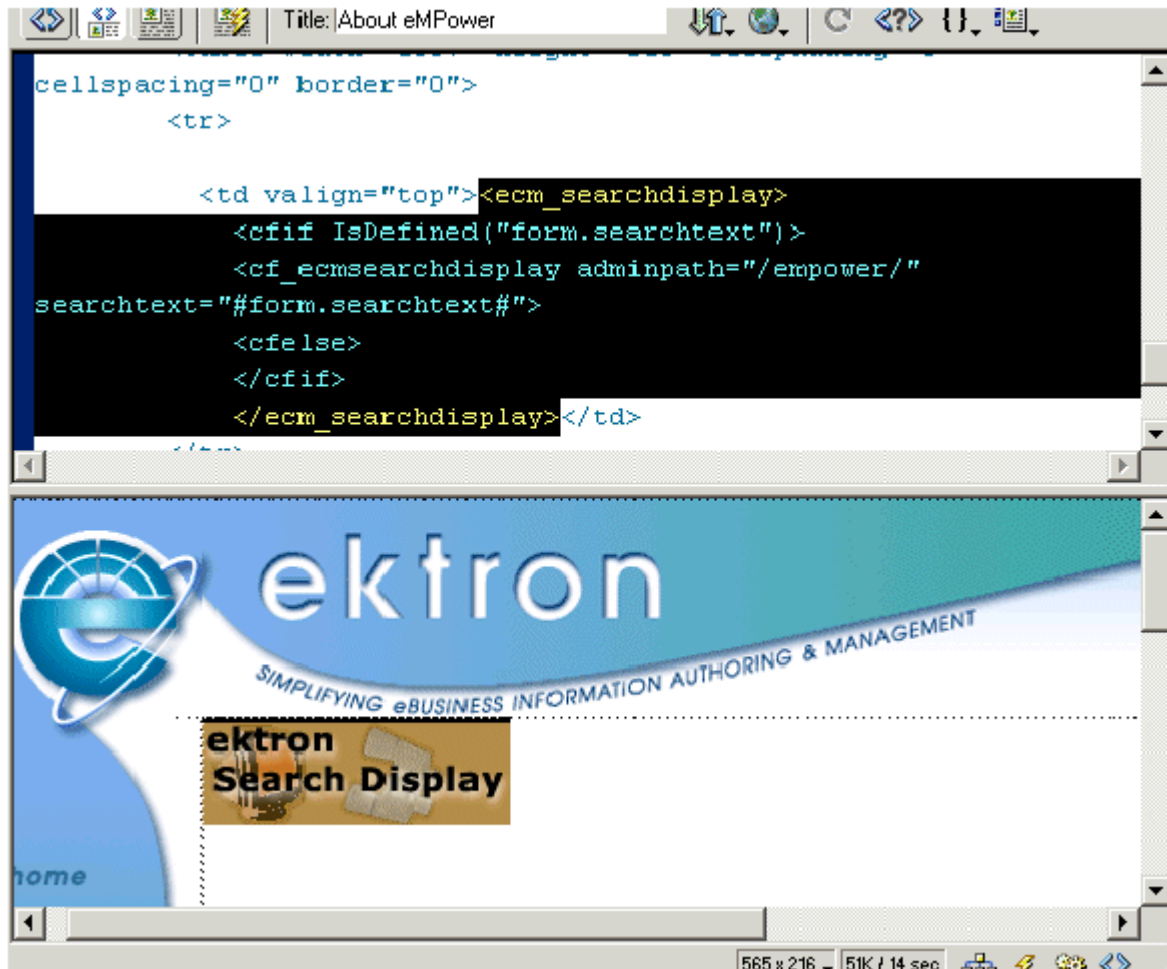 Title: About eMPower
cellspacing="0" border="0">
<tr>
<td valign="top"><ecm_searchdisplay>
<cfif IsDefined("form.searchtext")>
<cf_ecmsearchdisplay adminpath="/empower/"
searchtext="#form.searchtext#">
<cfelse>
</cfif>
</ecm_searchdisplay></td>
ektron
SIMPLIFYING eBUSINESS INFORMATION AUTHORING & MANAGEMENT
ektron
Search Display
home
565 x 216
51K / 14 sec